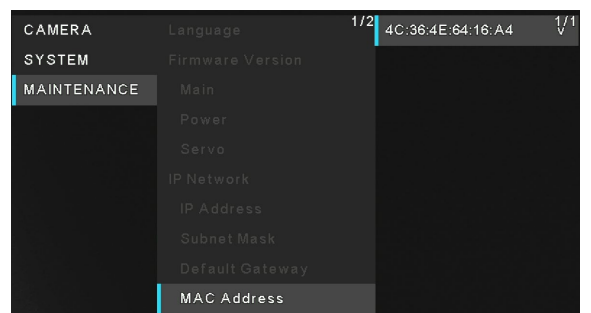 CAMERA
SYSTEM
MAINTENANCE
1/2
Language
Firmware Version
Main
Power
Servo
IP Network
IP Address
Subnet Mask
Default Gateway
MAC Address
1/1
4C:36:4E:64:16:A4